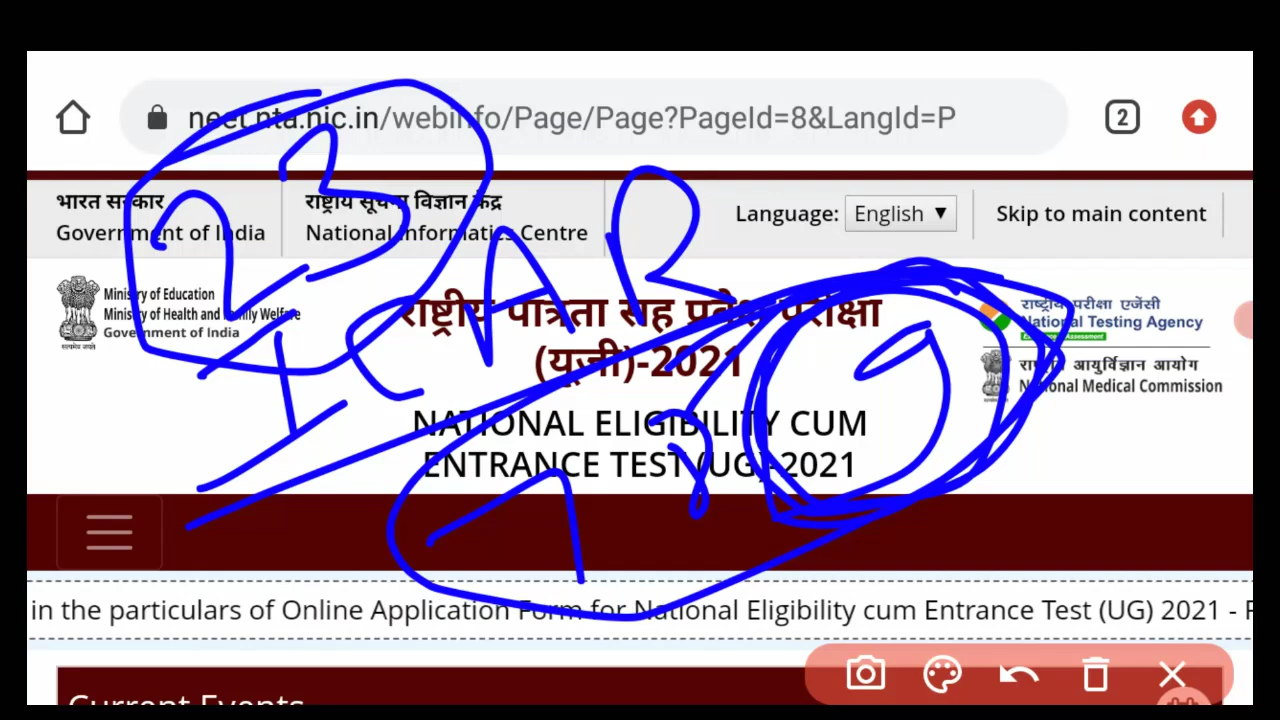 neet.nta.nic.in/webinfo/Page/Page?PageId=8&LangId=P
2
भारत सरकार
Government of India
राष्ट्रीय सूचना विज्ञान केंद्र
National Informatics Centre
Language: English ▼
Skip to main content
Ministry of Education
Ministry of Health and Family Welfare
Government of India
राष्ट्रीय पात्रता सह प्रवेश परीक्षा
(यूजी)-2021
NATIONAL ELIGIBILITY CUM
ENTRANCE TEST (UG)-2021
राष्ट्रीय परीक्षा एजेंसी
National Testing Agency
राष्ट्रीय आयुर्विज्ञान आयोग
National Medical Commission
23
ICAR
7 8 9
in the particulars of Online Application Form for National Eligibility cum Entrance Test (UG) 2021 -
Current Events